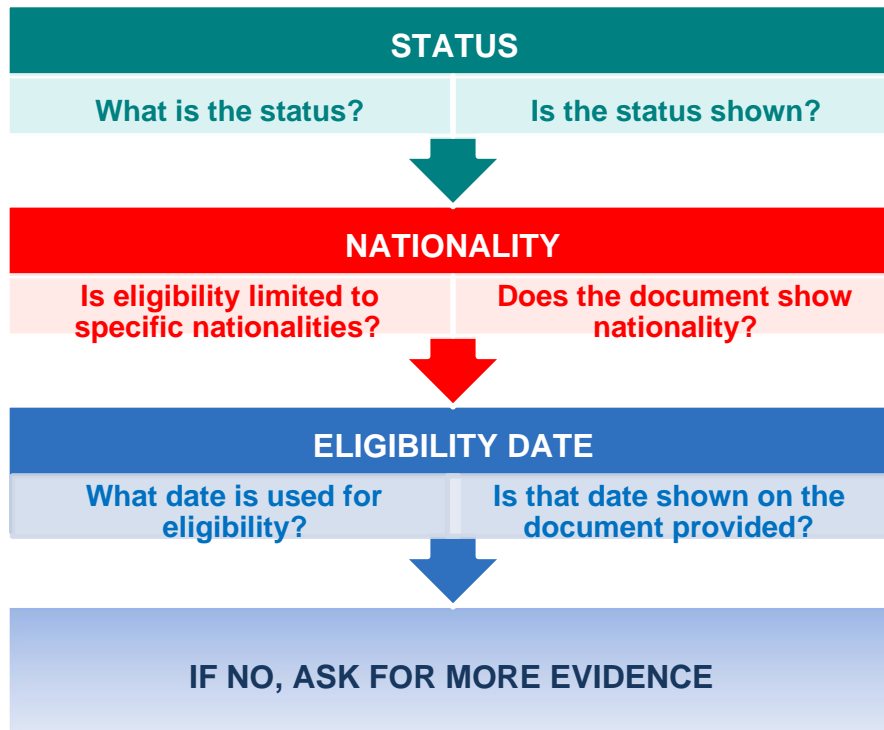 STATUS
What is the status?
Is the status shown?
NATIONALITY
Is eligibility limited to
specific nationalities?
Does the document show
nationality?
ELIGIBILITY DATE
What date is used for
eligibility?
Is that date shown on the
document provided?
IF NO, ASK FOR MORE EVIDENCE